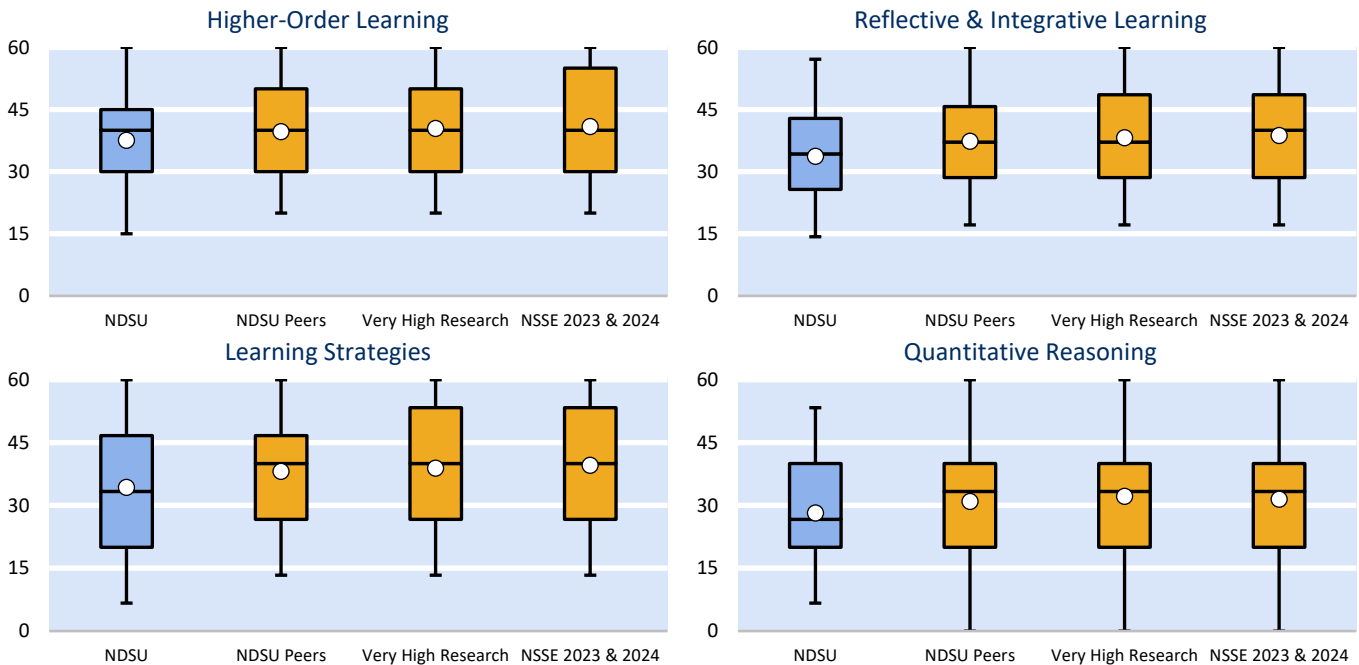 Higher-Order Learning
60
45
30
15
0
NDSU NDSU Peers Very High Research NSSE 2023 & 2024
Reflective & Integrative Learning
60
45
30
15
0
NDSU NDSU Peers Very High Research NSSE 2023 & 2024
Learning Strategies
60
45
30
15
0
NDSU NDSU Peers Very High Research NSSE 2023 & 2024
Quantitative Reasoning
60
45
30
15
0
NDSU NDSU Peers Very High Research NSSE 2023 & 2024